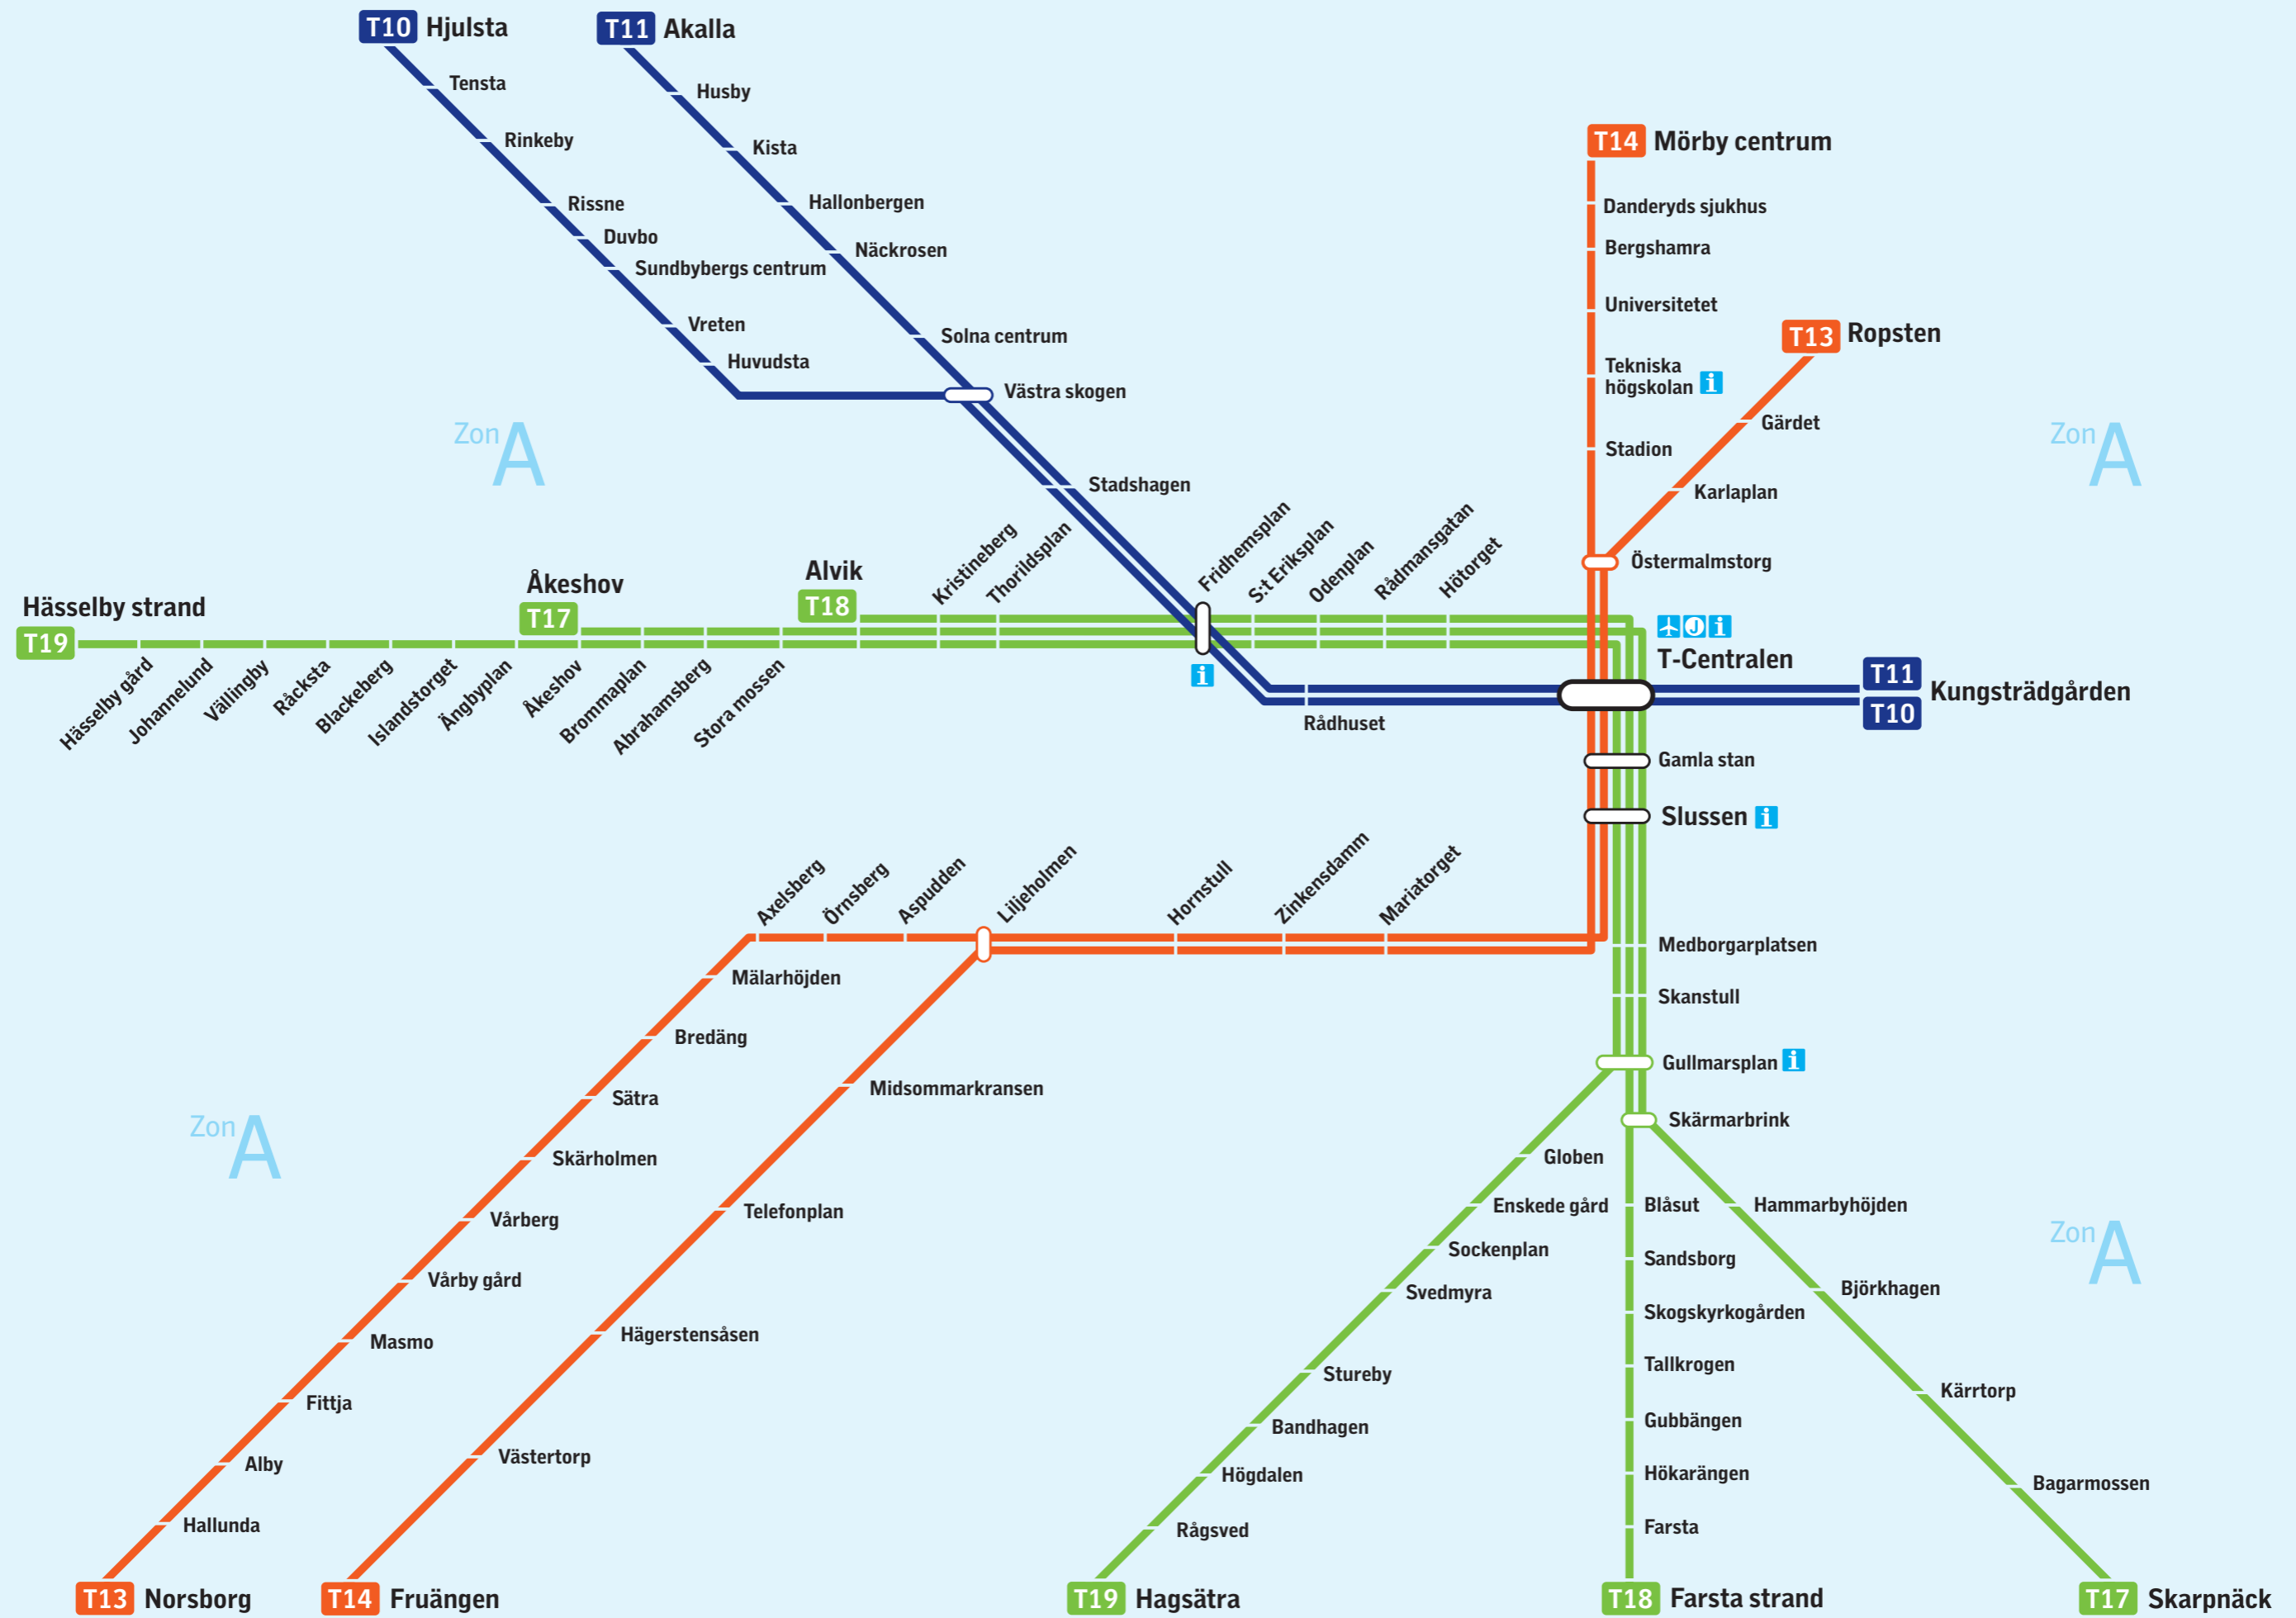 T10 Hjulsta
T11 Akalla
Tensta
Husby
Rinkeby
Kista
Rissne
Hallonbergen
Duvbo
Näckrosen
Sundbybergs centrum
Vreten
Solna centrum
Huvudsta
Västra skogen
Stadshagen
T14 Mörby centrum
Danderyds sjukhus
Bergshamra
Universitetet
Tekniska
högskolan i
Stadion
T13 Ropsten
Gärdet
Karlaplan
Östermalmstorg
Zon A
Zon A
Hässelby strand
T19
Åkeshov
T17
Alvik
T18
Kristineberg
Thorildsplan
Fridhemsplan
i
S:t Eriksplan
Odenplan
Rådmansgatan
Hötorget
Hässelby gård
Johannelund
Vällingby
Råcksta
Blackeberg
Islandstorget
Ängbyplan
Åkeshov
Brommaplan
Abrahamsberg
Stora mossen
Rådhuset
J i
T-Centralen
T11
T10
Kungsträdgården
Gamla stan
Slussen i
Axelsberg
Örnsberg
Aspudden
Liljeholmen
Hornstull
Zinkensdamm
Mariatorget
Medborgarplatsen
Skanstull
Gullmarsplan i
Skärmarbrink
Mälarhöjden
Bredäng
Sätra
Skärholmen
Vårberg
Vårby gård
Masmo
Fittja
Alby
Hallunda
T13 Norsborg
Midsommarkransen
Telefonplan
Hägerstensåsen
Västertorp
T14 Fruängen
Zon A
Zon A
Globen
Enskede gård
Sockenplan
Svedmyra
Stureby
Bandhagen
Högdalen
Rågsved
T19 Hagsätra
Blåsut
Sandsborg
Skogskyrkogården
Tallkrogen
Gubbängen
Hökarängen
Farsta
T18 Farsta strand
Hammarbyhöjden
Björkhagen
Kärrtorp
Bagarmossen
T17 Skarpnäck